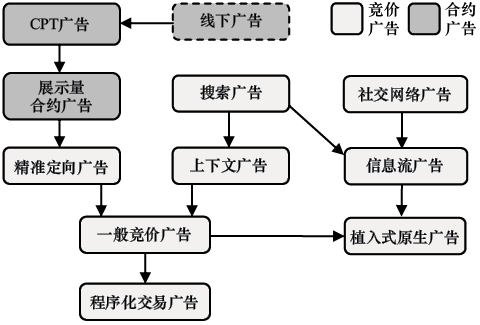 CPT广告
线下广告
竞价
广告
合约
广告
展示量
合约广告
搜索广告
社交网络广告
精准定向广告
上下文广告
信息流广告
一般竞价广告
植入式原生广告
程序化交易广告